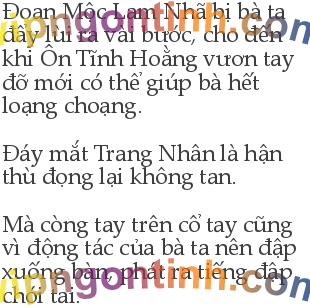 Đoan Mộc Lam Nhã bị bà ta
đẩy lui ra vài bước, cho đến
khi Ôn Tĩnh Hoằng vươn tay
đỡ mới có thể giúp bà hết
loạng choạng.
Đáy mắt Trang Nhân là hận
thù đọng lại không tan.
Mà còng tay trên cổ tay cũng
vì động tác của bà ta nên đập
xuống bàn, phát ra tiếng đập
chói tai.